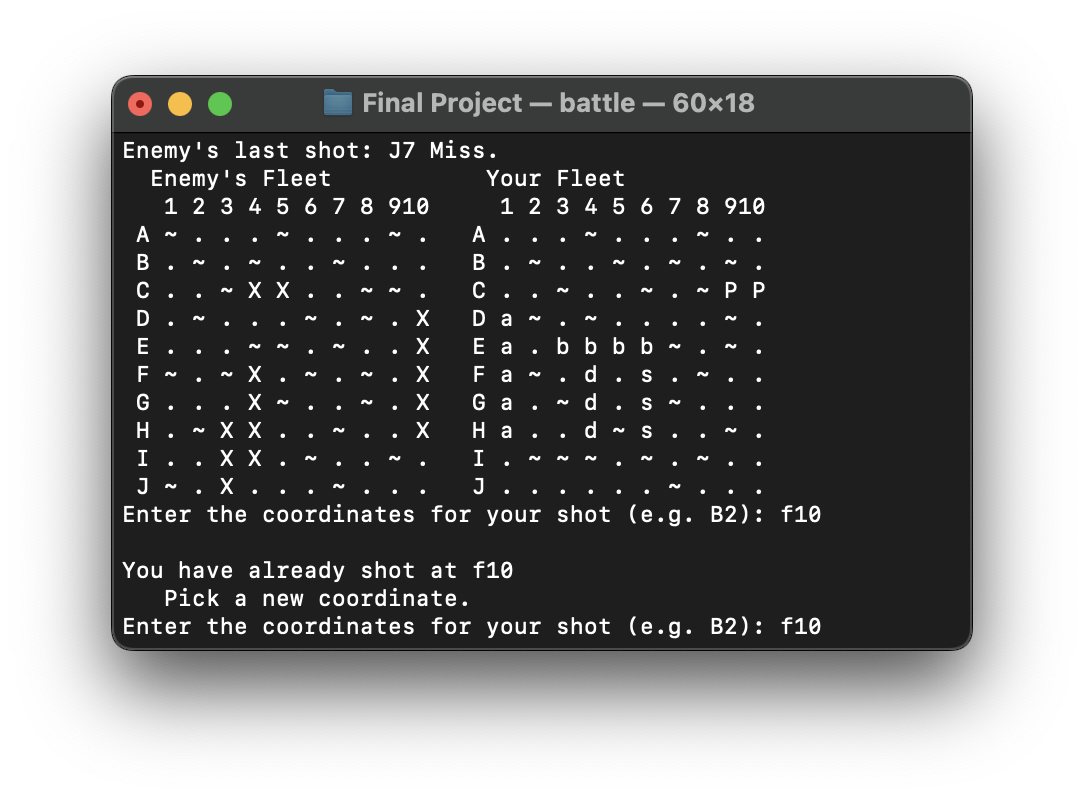 Final Project — battle — 60×18
Enemy's last shot: J7 Miss.
  Enemy's Fleet           Your Fleet
   1 2 3 4 5 6 7 8 910     1 2 3 4 5 6 7 8 910
 A ~ . . . ~ . . . ~ .   A . . . ~ . . . ~ . .
 B . ~ . ~ . . ~ . . .   B . ~ . . ~ . ~ . ~ .
 C . . ~ X X . . ~ ~ .   C . . ~ . . ~ . ~ P P
 D . ~ . . . ~ . ~ . X   D a ~ . ~ . . . . ~ .
 E . . . ~ ~ . ~ . . X   E a . b b b b ~ . ~ .
 F ~ . ~ X . ~ . ~ . X   F a ~ . d . s . ~ . .
 G . . . X ~ . . ~ . X   G a . ~ d . s ~ . . .
 H . ~ X X . . ~ . . X   H a . . d ~ s . . ~ .
 I . . X X . ~ . . ~ .   I . ~ ~ ~ . ~ . ~ . .
 J ~ . X . . . ~ . . .   J . . . . . . ~ . . .
Enter the coordinates for your shot (e.g. B2): f10
You have already shot at f10
   Pick a new coordinate.
Enter the coordinates for your shot (e.g. B2): f10